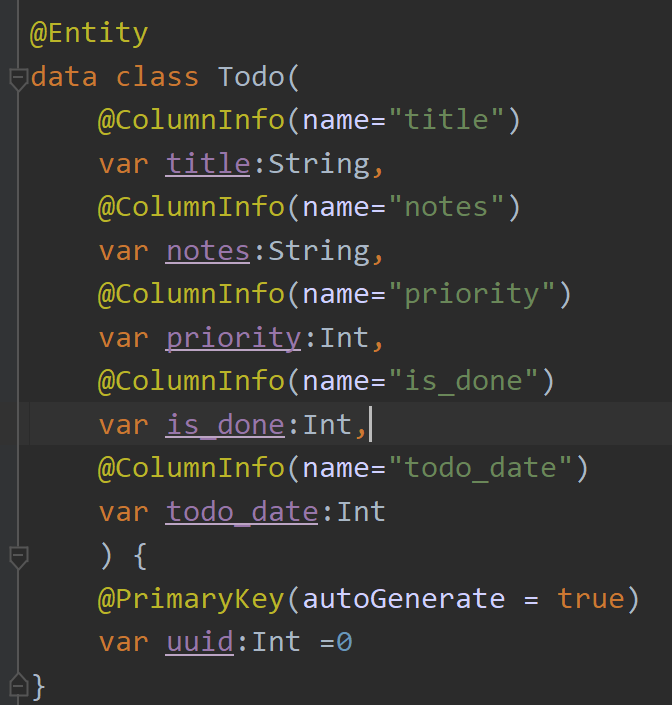 @Entity
data class Todo(
    @ColumnInfo(name="title")
    var title:String,
    @ColumnInfo(name="notes")
    var notes:String,
    @ColumnInfo(name="priority")
    var priority:Int,
    @ColumnInfo(name="is_done")
    var is_done:Int,
    @ColumnInfo(name="todo_date")
    var todo_date:Int
    ) {
    @PrimaryKey(autoGenerate = true)
    var uuid:Int =0
}